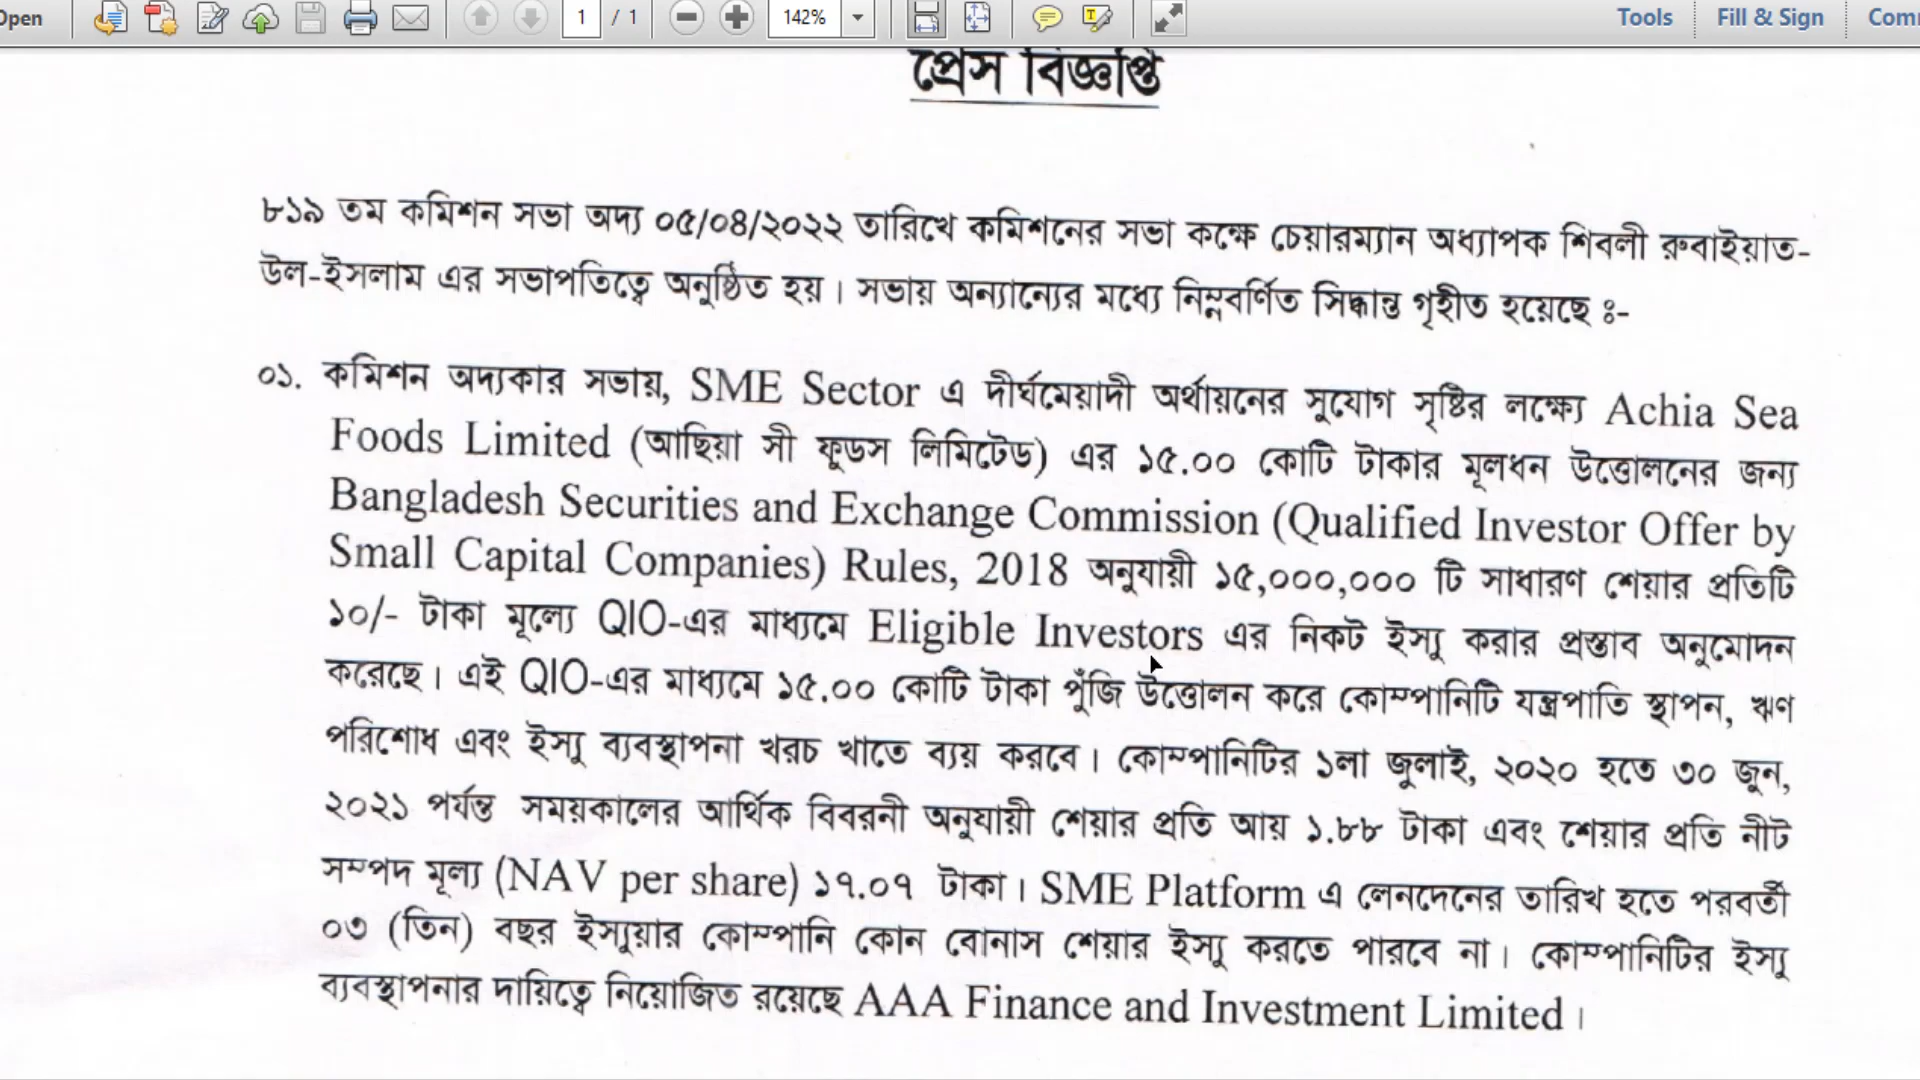 Open 1 / 1 142% Tools Fill & Sign
প্রেস বিজ্ঞপ্তি
৮১৯ তম কমিশন সভা অদ্য ০৫/০৪/২০২২ তারিখে কমিশনের সভা কক্ষে চেয়ারম্যান অধ্যাপক শিবলী রুবাইয়াত-
উল-ইসলাম এর সভাপতিত্বে অনুষ্ঠিত হয়। সভায় অন্যান্যের মধ্যে নিম্নবর্ণিত সিদ্ধান্ত গৃহীত হয়েছে ঃ-
০১. কমিশন অদ্যকার সভায়, SME Sector এ দীর্ঘমেয়াদী অর্থায়নের সুযোগ সৃষ্টির লক্ষ্যে Achia Sea
Foods Limited (আছিয়া সী ফুডস লিমিটেড) এর ১৫.০০ কোটি টাকার মূলধন উত্তোলনের জন্য
Bangladesh Securities and Exchange Commission (Qualified Investor Offer by
Small Capital Companies) Rules, 2018 অনুযায়ী ১৫,০০০,০০০ টি সাধারণ শেয়ার প্রতিটি
১০/- টাকা মূল্যে QIO-এর মাধ্যমে Eligible Investors এর নিকট ইস্যু করার প্রস্তাব অনুমোদন
করেছে। এই QIO-এর মাধ্যমে ১৫.০০ কোটি টাকা পুঁজি উত্তোলন করে কোম্পানিটি যন্ত্রপাতি স্থাপন, ঋণ
পরিশোধ এবং ইস্যু ব্যবস্থাপনা খরচ খাতে ব্যয় করবে। কোম্পানিটির ১লা জুলাই, ২০২০ হতে ৩০ জুন,
২০২১ পর্যন্ত সময়কালের আর্থিক বিবরনী অনুযায়ী শেয়ার প্রতি আয় ১.৮৮ টাকা এবং শেয়ার প্রতি নীট
সম্পদ মূল্য (NAV per share) ১৭.০৭ টাকা। SME Platform এ লেনদেনের তারিখ হতে পরবর্তী
০৩ (তিন) বছর ইস্যুয়ার কোম্পানি কোন বোনাস শেয়ার ইস্যু করতে পারবে না। কোম্পানিটির ইস্যু
ব্যবস্থাপনার দায়িত্বে নিয়োজিত রয়েছে AAA Finance and Investment Limited।